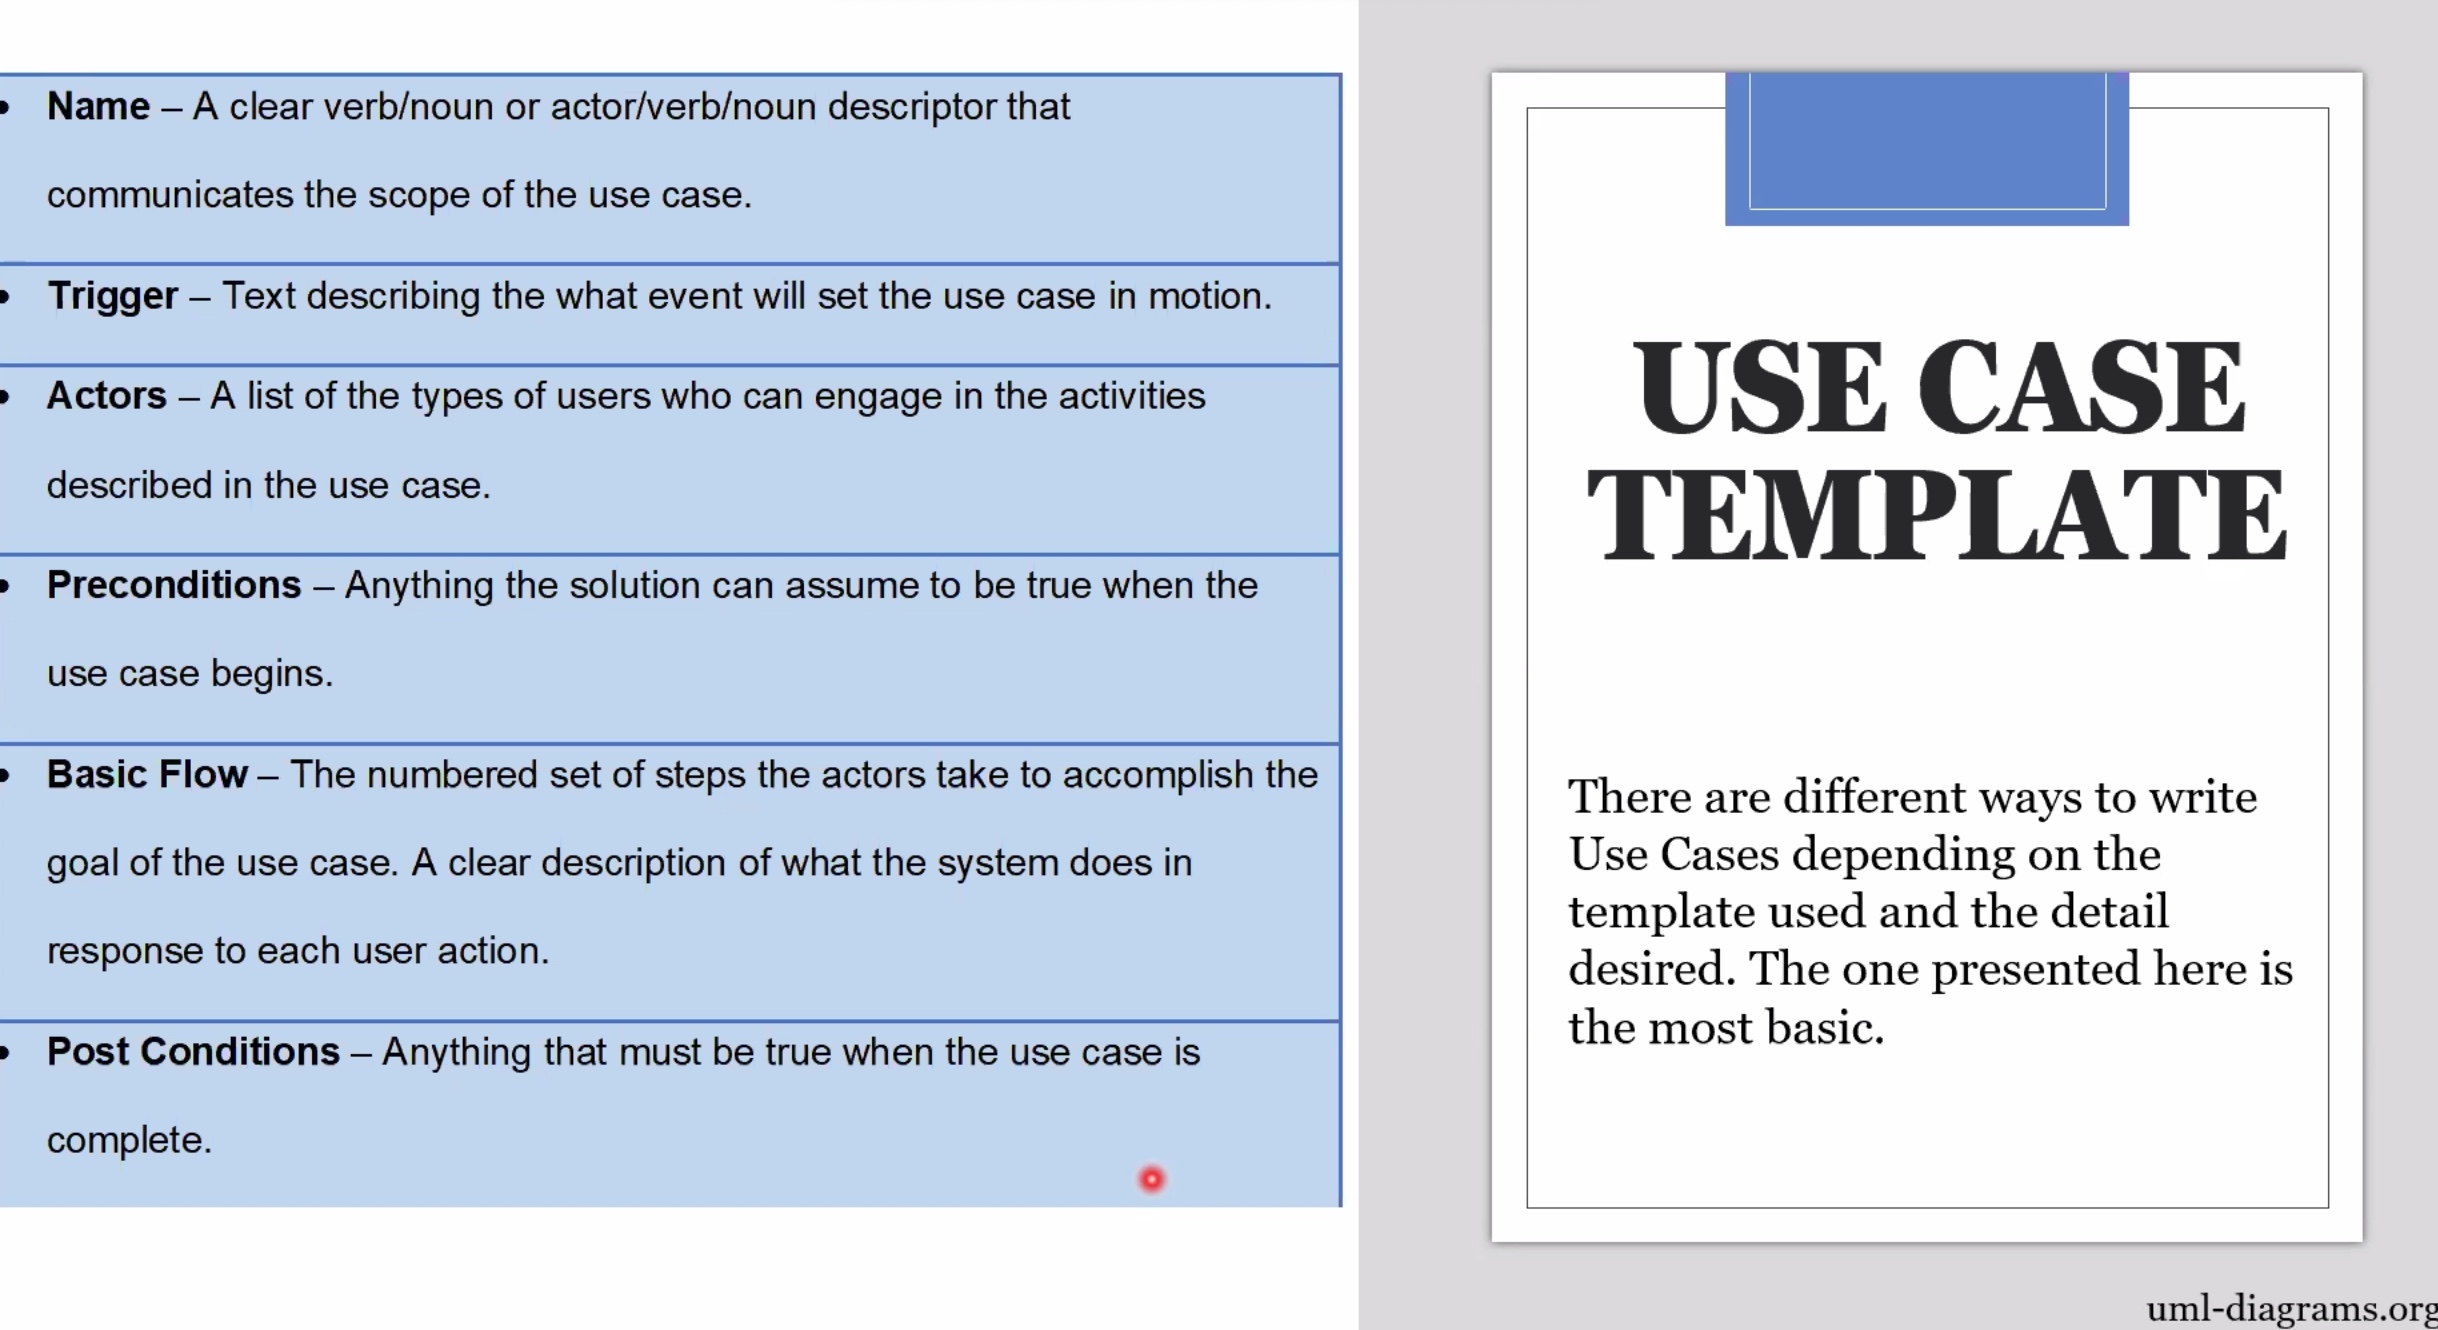 • Name – A clear verb/noun or actor/verb/noun descriptor that
communicates the scope of the use case.
• Trigger – Text describing the what event will set the use case in motion.
• Actors – A list of the types of users who can engage in the activities
described in the use case.
• Preconditions – Anything the solution can assume to be true when the
use case begins.
• Basic Flow – The numbered set of steps the actors take to accomplish the
goal of the use case. A clear description of what the system does in
response to each user action.
• Post Conditions – Anything that must be true when the use case is
complete.
USE CASE
TEMPLATE
There are different ways to write
Use Cases depending on the
template used and the detail
desired. The one presented here is
the most basic.
uml-diagrams.org